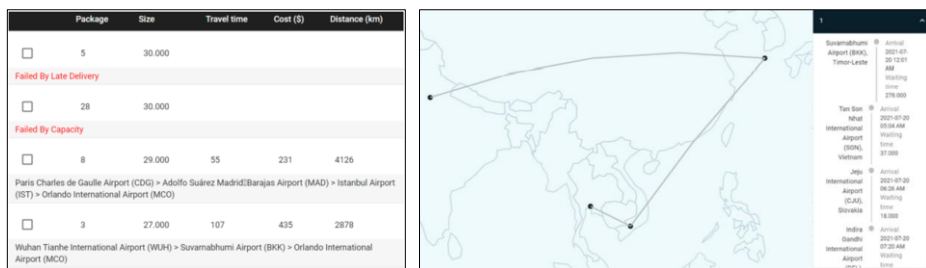 Package Size Travel time Cost ($) Distance (km)
5 30.000
Failed By Late Delivery
28 30.000
Failed By Capacity
8 29.000 55 231 4126
Paris Charles de Gaulle Airport (CDG) > Adolfo Suárez Madrid Barajas Airport (MAD) > Istanbul Airport
(IST) > Orlando International Airport (MCO)
3 27.000 107 435 2878
Wuhan Tianhe International Airport (WUH) > Suvarnabhumi Airport (BKK) > Orlando International
Airport (MCO)
1
Suvarnabhumi
Airport (BKK),
Timor-Leste
Arrival
2021-07-
20 12:01
AM
Waiting
time
278.000
Tan Son
Nhat
International
Airport
(SGN),
Vietnam
Arrival
2021-07-20
05:04 AM
Waiting
time
37.000
Jeju
International
Airport
(CJU),
Slovakia
Arrival
2021-07-20
06:26 AM
Waiting
time
18.000
Indira
Gandhi
International
Airport
Arrival
2021-07-20
07:20 AM
Waiting
time